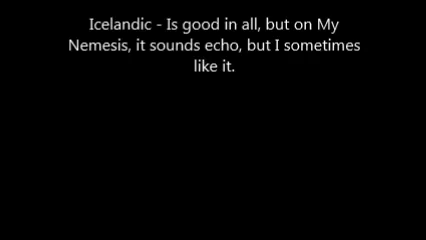 Icelandic - Is good in all, but on My
Nemesis, it sounds echo, but I sometimes
like it.